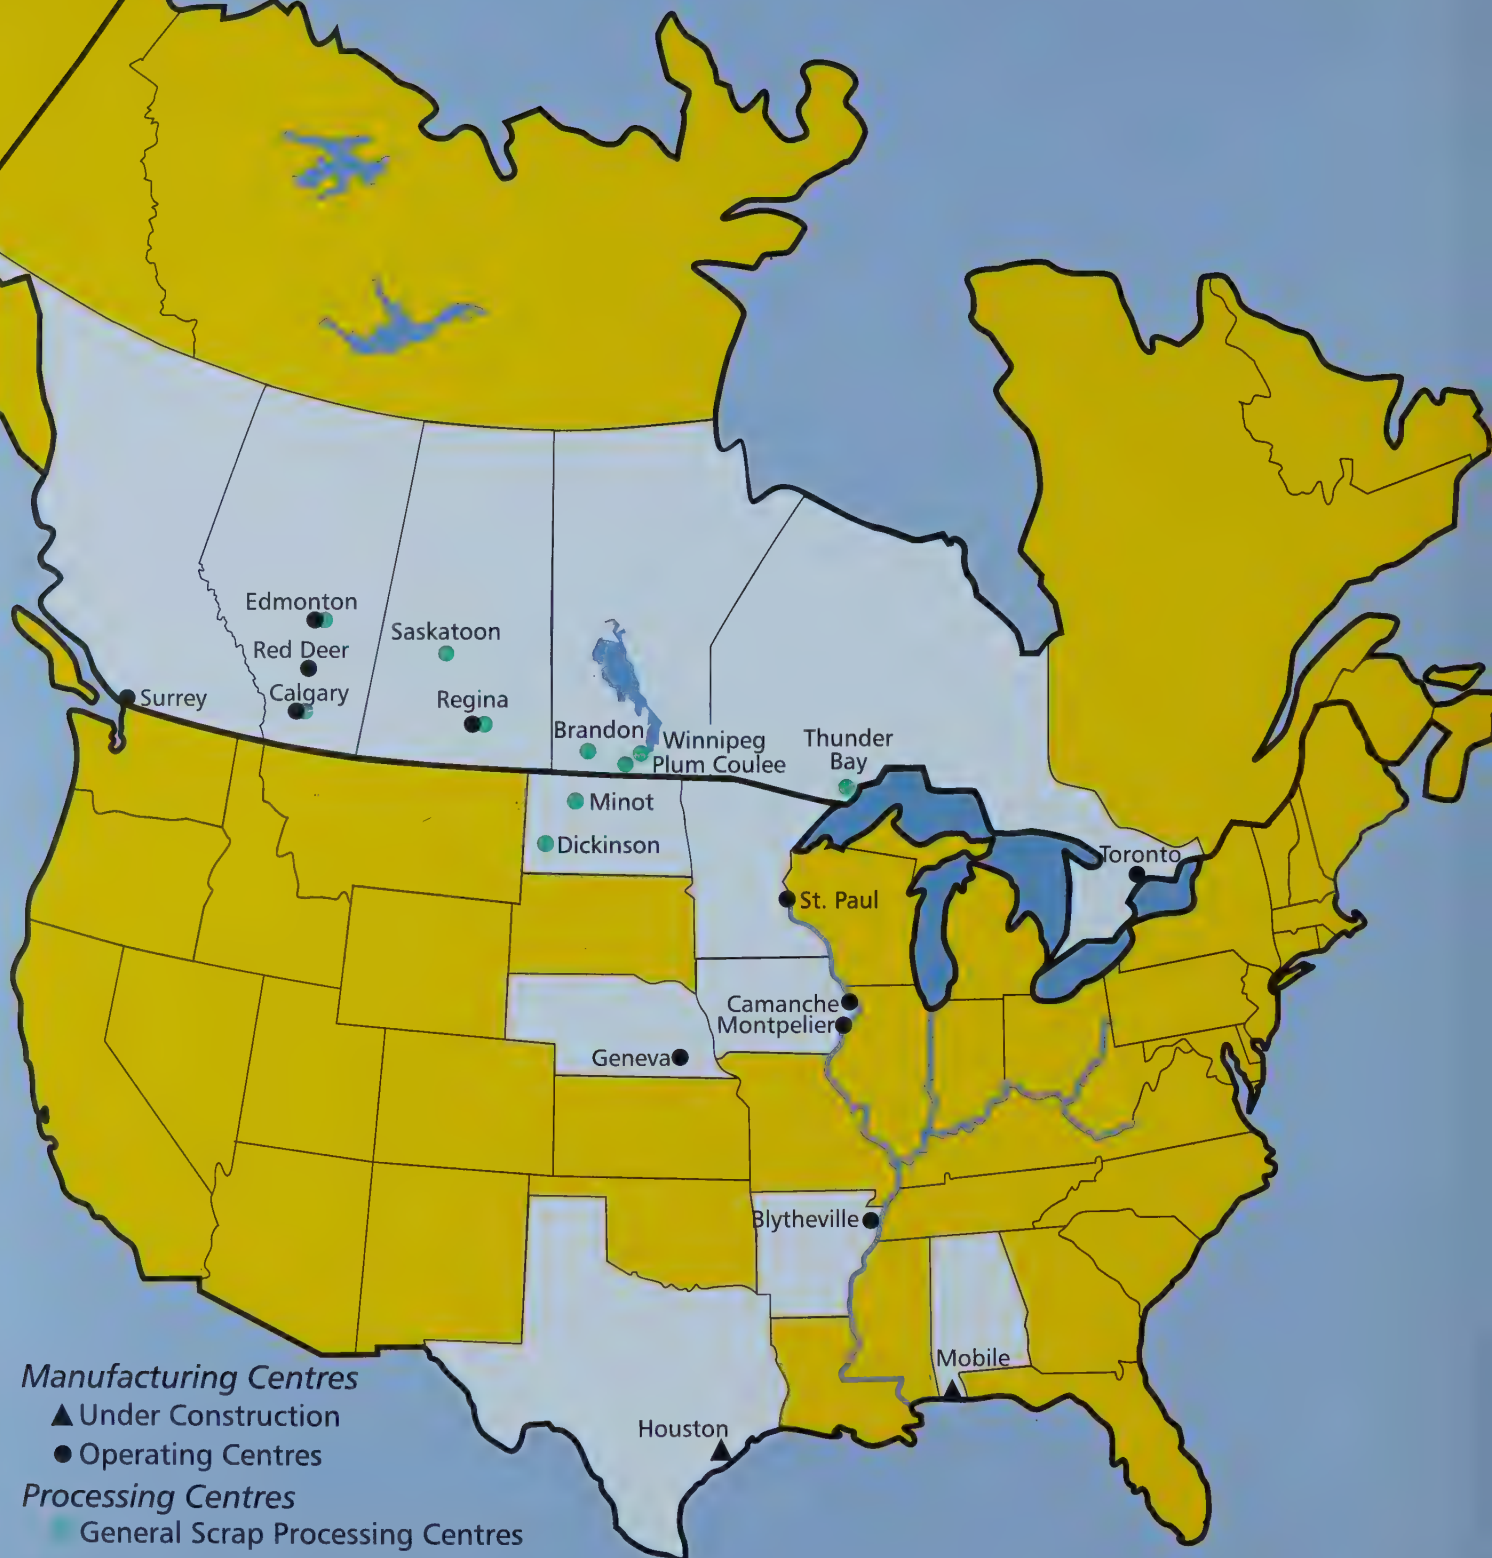 Edmonton
Red Deer
Calgary
Surrey
Saskatoon
Regina
Brandon
Winnipeg
Plum Coulee
Thunder
Bay
Minot
Dickinson
Toronto
St. Paul
Camanche
Montpelier
Geneva
Blytheville
Mobile
Houston
Manufacturing Centres
Under Construction
Operating Centres
Processing Centres
General Scrap Processing Centres